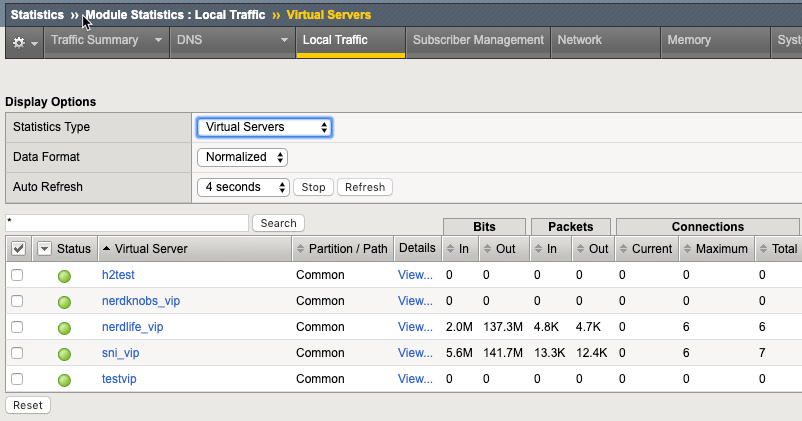 Statistics ›› Module Statistics : Local Traffic ›› Virtual Servers
Traffic Summary DNS Local Traffic Subscriber Management Network Memory Syst
Display Options
Statistics Type Virtual Servers
Data Format Normalized
Auto Refresh 4 seconds Stop Refresh
* Search
Bits Packets Connections
Status Virtual Server Partition / Path Details In Out In Out Current Maximum Total
h2test Common View... 0 0 0 0 0 0 0
nerdknobs_vip Common View... 0 0 0 0 0 0 0
nerdlife_vip Common View... 2.0M 137.3M 4.8K 4.7K 0 6 6
sni_vip Common View... 5.6M 141.7M 13.3K 12.4K 0 6 7
testvip Common View... 0 0 0 0 0 0 0
Reset